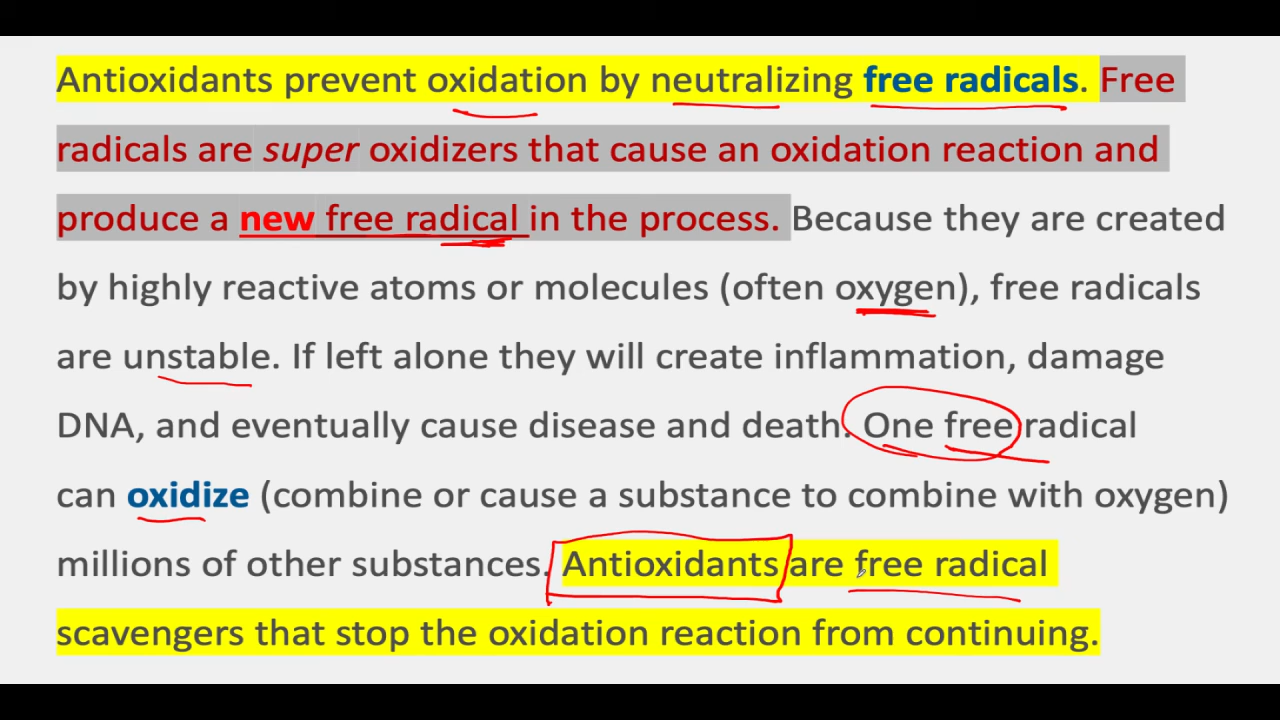 Antioxidants prevent oxidation by neutralizing free radicals. Free
radicals are super oxidizers that cause an oxidation reaction and
produce a new free radical in the process. Because they are created
by highly reactive atoms or molecules (often oxygen), free radicals
are unstable. If left alone they will create inflammation, damage
DNA, and eventually cause disease and death. One free radical
can oxidize (combine or cause a substance to combine with oxygen)
millions of other substances. Antioxidants are free radical
scavengers that stop the oxidation reaction from continuing.